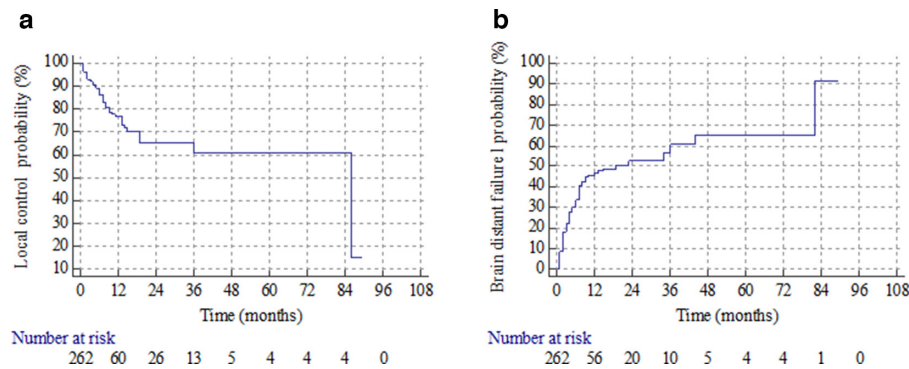 a
Local control probability (%)
100
90
80
70
60
50
40
30
20
10
0 12 24 36 48 60 72 84 96 108
Time (months)
Number at risk
262 60 26 13 5 4 4 4 0
b
Brain distant failure l probability (%)
100
90
80
70
60
50
40
30
20
10
0
0 12 24 36 48 60 72 84 96 108
Time (months)
Number at risk
262 56 20 10 5 4 4 1 0